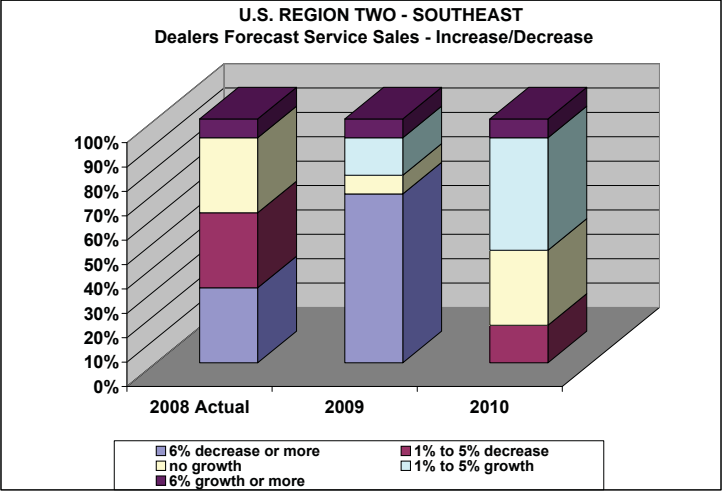 U.S. REGION TWO - SOUTHEAST
Dealers Forecast Service Sales - Increase/Decrease
100%
90%
80%
70%
60%
50%
40%
30%
20%
10%
0%
2008 Actual 2009 2010
6% decrease or more 1% to 5% decrease
no growth 1% to 5% growth
6% growth or more